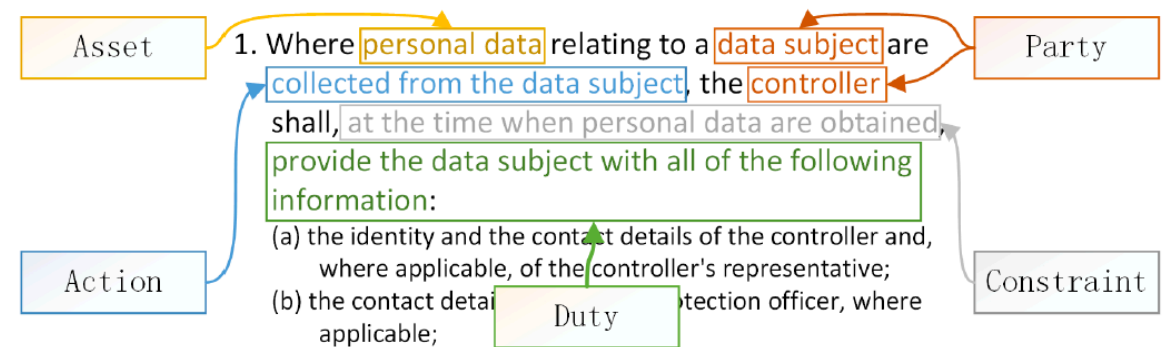 Asset
Party
1. Where personal data relating to a data subject are
collected from the data subject, the controller
shall, at the time when personal data are obtained,
provide the data subject with all of the following
information:
(a) the identity and the contact details of the controller and,
where applicable, of the controller's representative;
(b) the contact detai tection officer, where
applicable;
Action
Duty
Constraint